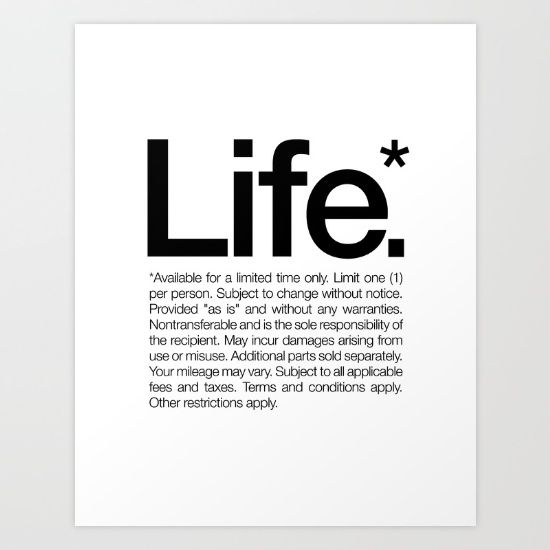 Life.*
*Available for a limited time only. Limit one (1)
per person. Subject to change without notice.
Provided "as is" and without any warranties.
Nontransferable and is the sole responsibility of
the recipient. May incur damages arising from
use or misuse. Additional parts sold separately.
Your mileage may vary. Subject to all applicable
fees and taxes. Terms and conditions apply.
Other restrictions apply.